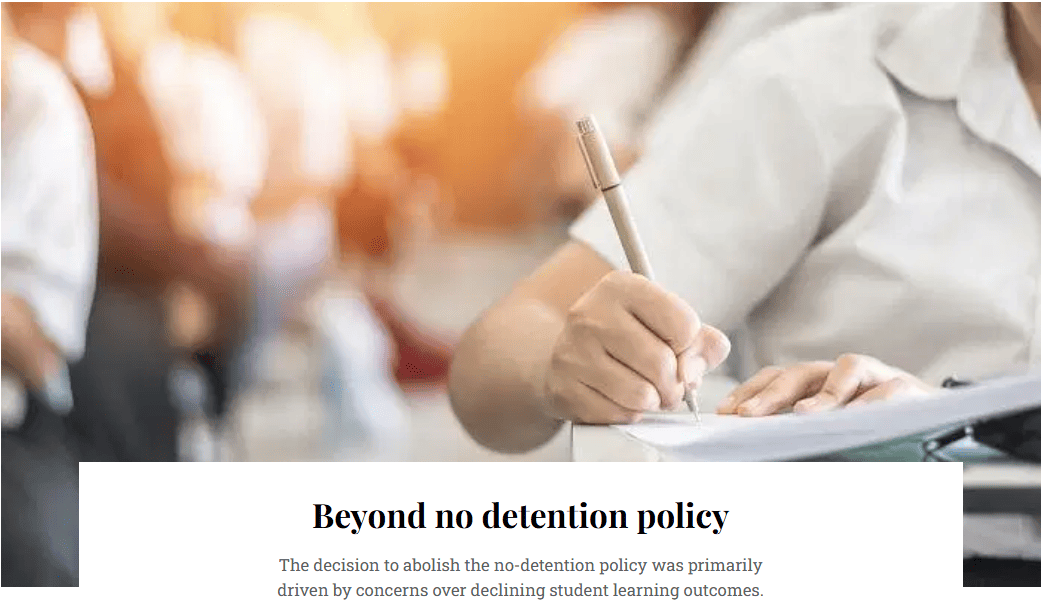 Beyond no detention policy
The decision to abolish the no-detention policy was primarily
driven by concerns over declining student learning outcomes.